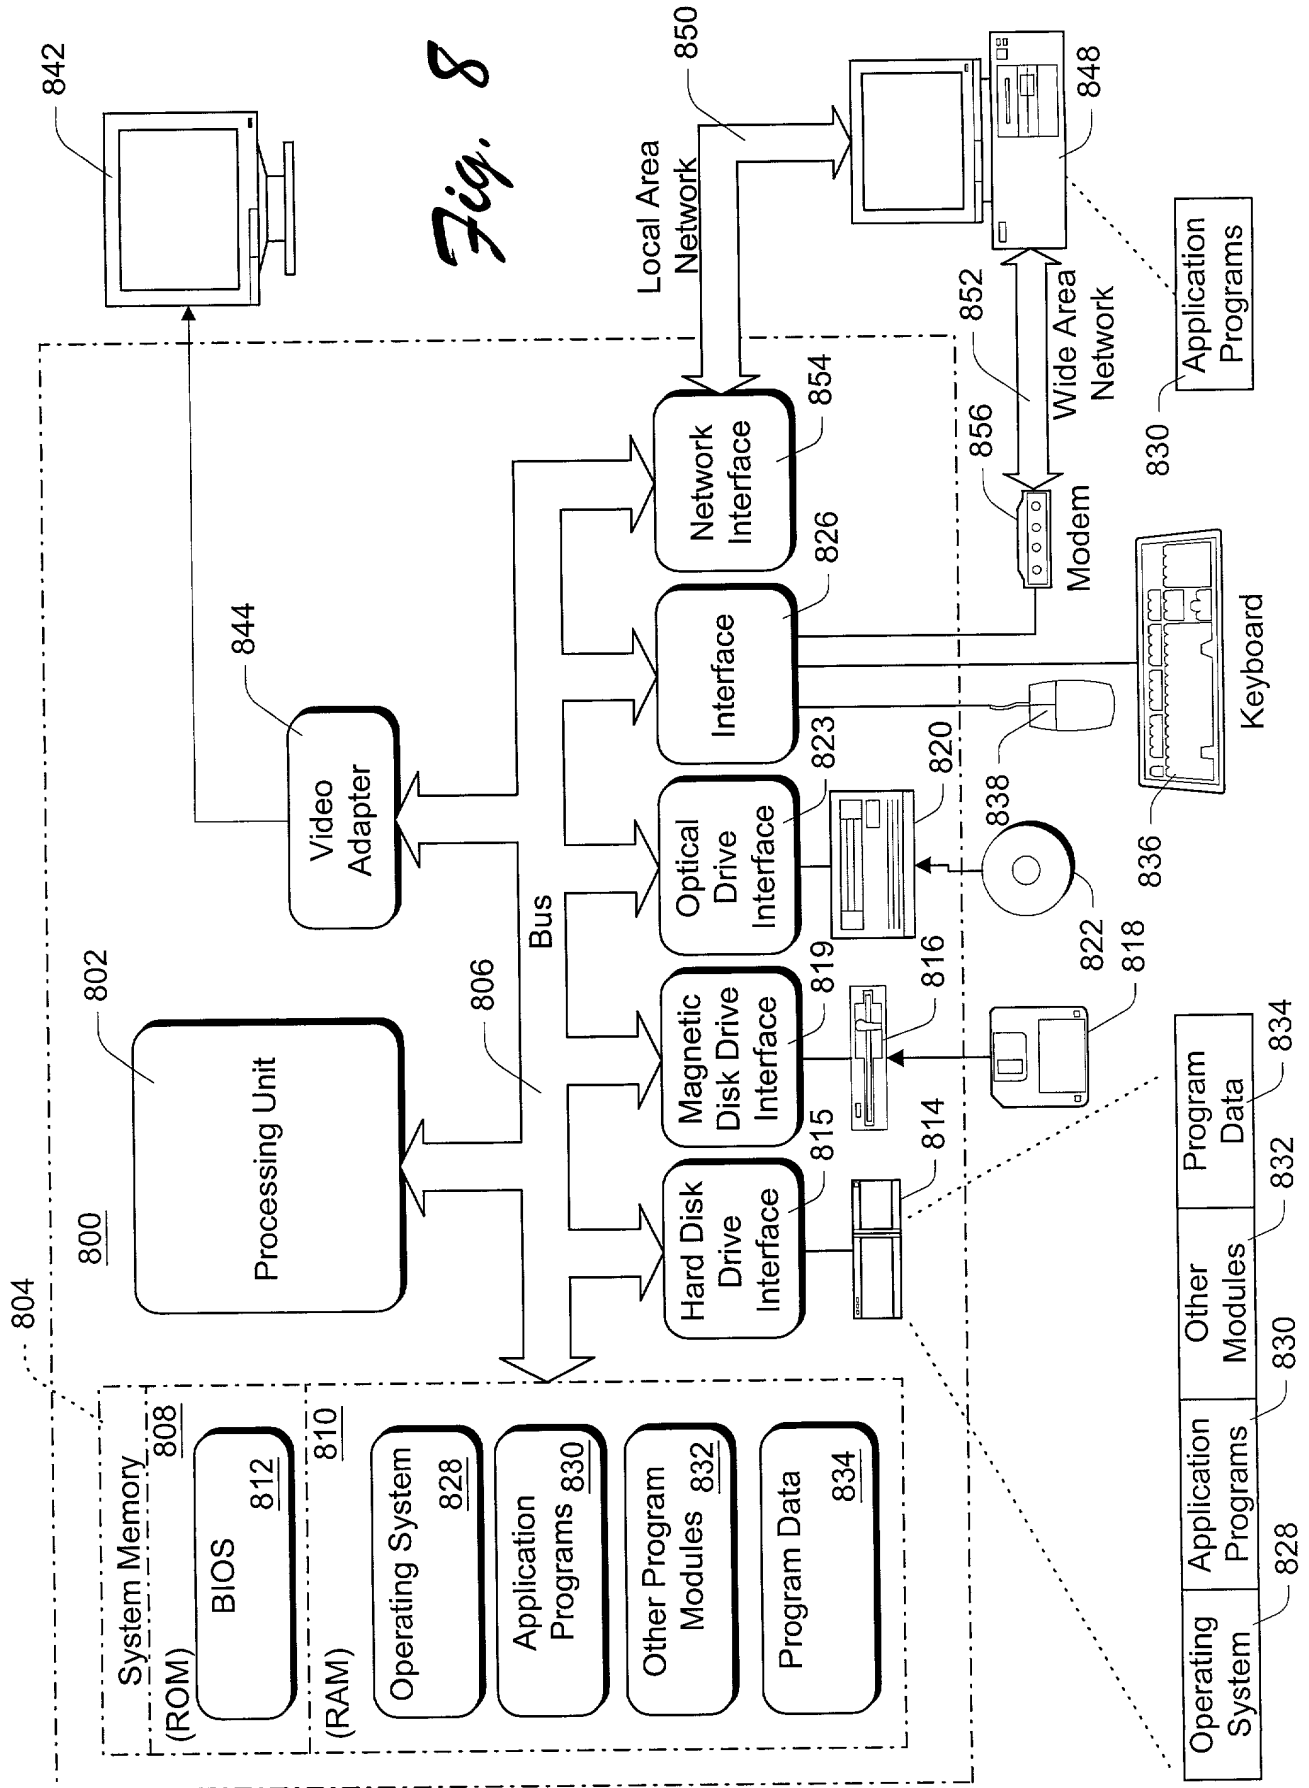 804
800
802
Processing Unit
844
Video
Adapter
842
System Memory
(ROM)
808
BIOS
812
(RAM)
810
Operating System
828
Application
Programs 830
Other Program
Modules 832
Program Data
834
806
Bus
Hard Disk
Drive
Interface
815
Magnetic
Disk Drive
Interface
819
Optical
Drive
Interface
823
Interface
826
Network
Interface
854
Local Area
Network
850
Fig. 8
814
816
820
818
822
838
836
Keyboard
Modem
856
852
Wide Area
Network
848
830
Application
Programs
Operating
System
828
Application
Programs
830
Other
Modules
832
Program
Data
834